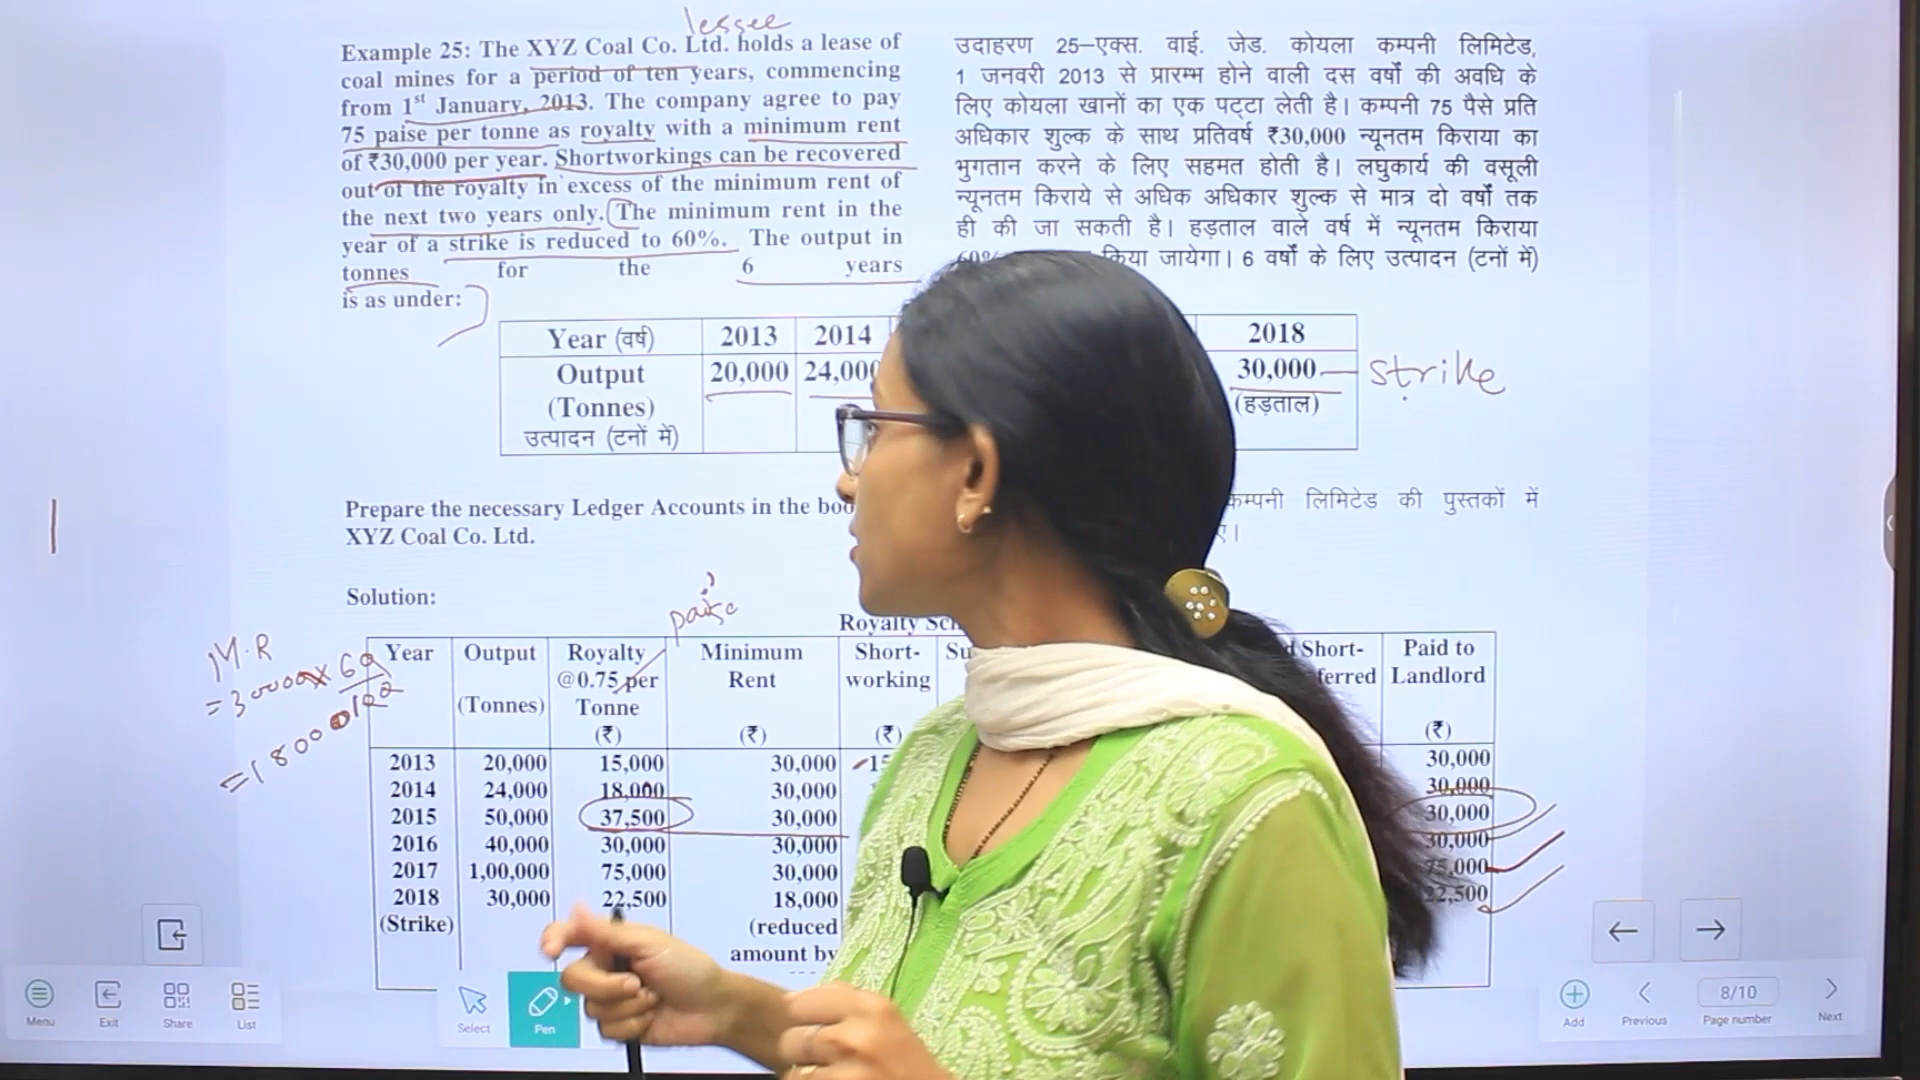 lessee
Example 25: The XYZ Coal Co. Ltd. holds a lease of
coal mines for a period of ten years, commencing
from 1st January, 2013. The company agree to pay
75 paise per tonne as royalty with a minimum rent
of ₹30,000 per year. Shortworkings can be recovered
out of the royalty in excess of the minimum rent of
the next two years only. The minimum rent in the
year of a strike is reduced to 60%. The output in
tonnes for the 6 years
is as under:
उदाहरण 25–एक्स. वाई. जेड. कोयला कम्पनी लिमिटेड,
1 जनवरी 2013 से प्रारम्भ होने वाली दस वर्षों की अवधि के
लिए कोयला खानों का एक पट्टा लेती है। कम्पनी 75 पैसे प्रति
अधिकार शुल्क के साथ प्रतिवर्ष ₹30,000 न्यूनतम किराया का
भुगतान करने के लिए सहमत होती है। लघुकार्य की वसूली
न्यूनतम किराये से अधिक अधिकार शुल्क से मात्र दो वर्षों तक
ही की जा सकती है। हड़ताल वाले वर्ष में न्यूनतम किराया
60% किया जायेगा। 6 वर्षों के लिए उत्पादन (टनों में)
Year (वर्ष) 2013 2014 2018
Output 20,000 24,000 30,000 strike
(Tonnes) (हड़ताल)
उत्पादन (टनों में)
Prepare the necessary Ledger Accounts in the
XYZ Coal Co. Ltd.
कम्पनी लिमिटेड की पुस्तकों में
Solution:
paise
Royalty
M.R
=30000×60/100
=18000
Year Output Royalty Minimum Short- Short- Paid to
@0.75 per Rent working Landlord
(Tonnes) Tonne
(₹) (₹) (₹) (₹)
2013 20,000 15,000 30,000 30,000
2014 24,000 18,000 30,000 30,000
2015 50,000 37,500 30,000 30,000
2016 40,000 30,000 30,000 30,000
2017 1,00,000 75,000 30,000 75,000
2018 30,000 22,500 18,000 22,500
(Strike) (reduced
amount by
Menu
Exit
Share
List
Select
Pen
Add
Previous
8/10
Page number
Next